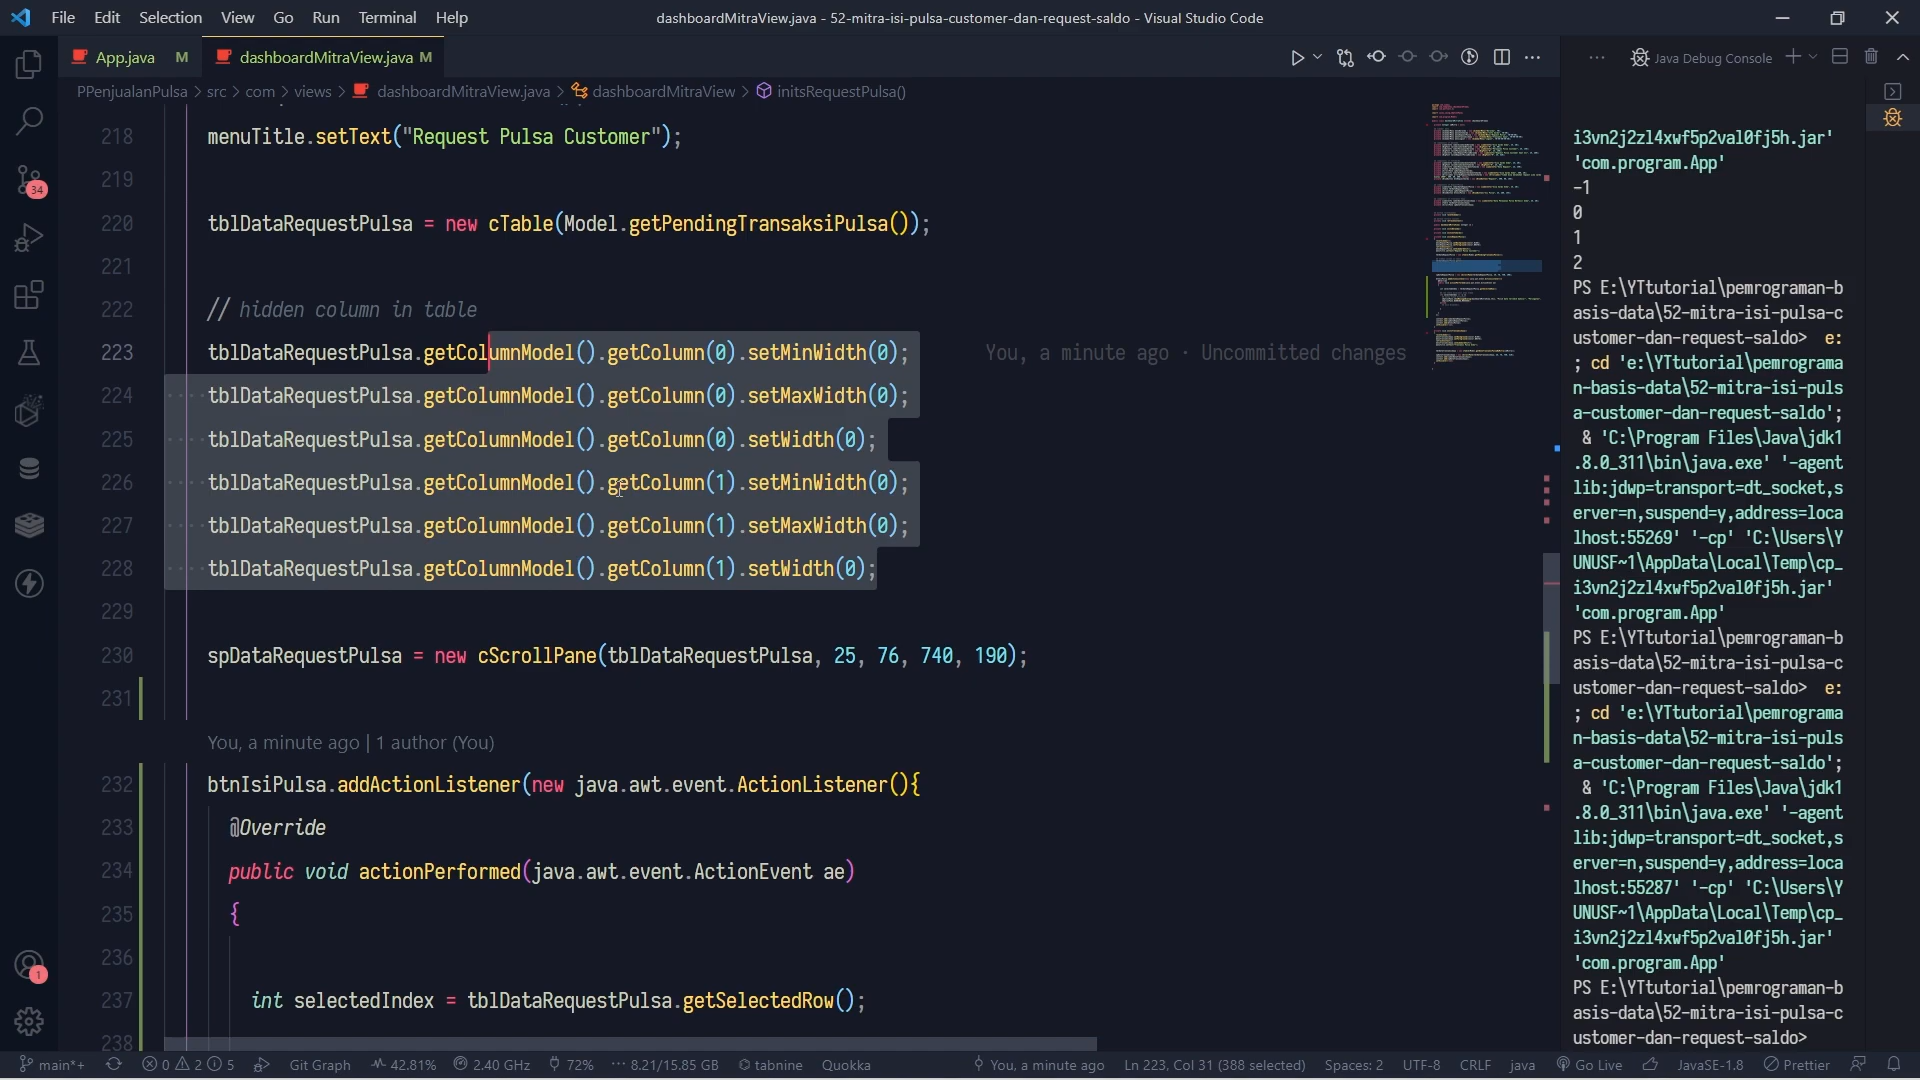 File Edit Selection View Go Run Terminal Help
dashboardMitraView.java - 52-mitra-isi-pulsa-customer-dan-request-saldo - Visual Studio Code
App.java M
dashboardMitraView.java M
Java Debug Console
PPenjualanPulsa > src > com > views > dashboardMitraView.java > dashboardMitraView > initsRequestPulsa()
218 menuTitle.setText("Request Pulsa Customer");
219
220 tblDataRequestPulsa = new cTable(Model.getPendingTransaksiPulsa());
221
222 // hidden column in table
223 tblDataRequestPulsa.getColumnModel().getColumn(0).setMinWidth(0); You, a minute ago · Uncommitted changes
224 tblDataRequestPulsa.getColumnModel().getColumn(0).setMaxWidth(0);
225 tblDataRequestPulsa.getColumnModel().getColumn(0).setWidth(0);
226 tblDataRequestPulsa.getColumnModel().getColumn(1).setMinWidth(0);
227 tblDataRequestPulsa.getColumnModel().getColumn(1).setMaxWidth(0);
228 tblDataRequestPulsa.getColumnModel().getColumn(1).setWidth(0);
229
230 spDataRequestPulsa = new cScrollPane(tblDataRequestPulsa, 25, 76, 740, 190);
231
You, a minute ago | 1 author (You)
232 btnIsiPulsa.addActionListener(new java.awt.event.ActionListener(){
233 @Override
234 public void actionPerformed(java.awt.event.ActionEvent ae)
235 {
236
237 int selectedIndex = tblDataRequestPulsa.getSelectedRow();
238
i3vn2j2zl4xwf5p2val0fj5h.jar'
'com.program.App'
-1
0
1
2
PS E:\YTtutorial\pemrograman-b
asis-data\52-mitra-isi-pulsa-c
ustomer-dan-request-saldo> e:
; cd 'e:\YTtutorial\pemrograma
n-basis-data\52-mitra-isi-puls
a-customer-dan-request-saldo';
& 'C:\Program Files\Java\jdk1
.8.0_311\bin\java.exe' '-agent
lib:jdwp=transport=dt_socket,s
erver=n,suspend=y,address=loca
lhost:55269' '-cp' 'C:\Users\Y
UNUSF~1\AppData\Local\Temp\cp_
i3vn2j2zl4xwf5p2val0fj5h.jar'
'com.program.App'
PS E:\YTtutorial\pemrograman-b
asis-data\52-mitra-isi-pulsa-c
ustomer-dan-request-saldo> e:
; cd 'e:\YTtutorial\pemrograma
n-basis-data\52-mitra-isi-puls
a-customer-dan-request-saldo';
& 'C:\Program Files\Java\jdk1
.8.0_311\bin\java.exe' '-agent
lib:jdwp=transport=dt_socket,s
erver=n,suspend=y,address=loca
lhost:55287' '-cp' 'C:\Users\Y
UNUSF~1\AppData\Local\Temp\cp_
i3vn2j2zl4xwf5p2val0fj5h.jar'
'com.program.App'
PS E:\YTtutorial\pemrograman-b
asis-data\52-mitra-isi-pulsa-c
ustomer-dan-request-saldo>
34
1
main*+ 0 2 5 Git Graph 42.81% 2.40 GHz 72% 8.21/15.85 GB tabnine Quokka You, a minute ago Ln 223, Col 31 (388 selected) Spaces: 2 UTF-8 CRLF java Go Live JavaSE-1.8 Prettier